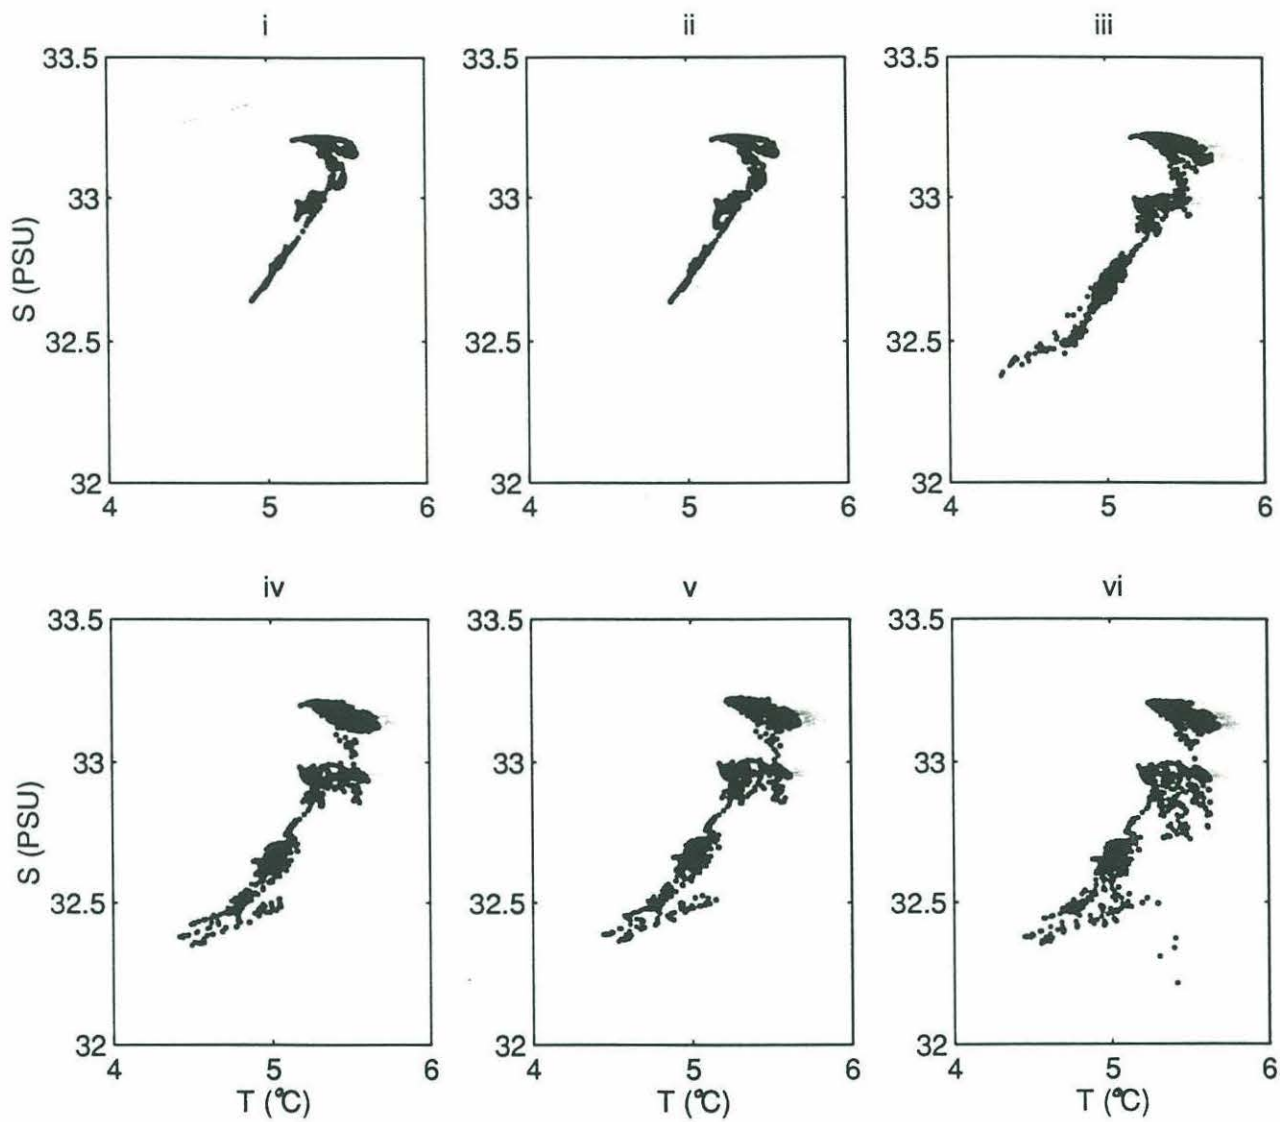 i ii iii
33.5 33.5 33.5
33 33 33
S (PSU)
32.5 32.5 32.5
32 32 32
4 5 6 4 5 6 4 5 6
iv v vi
33.5 33.5 33.5
33 33 33
S (PSU)
32.5 32.5 32.5
32 32 32
4 5 6 4 5 6 4 5 6
T (°C) T (°C) T (°C)